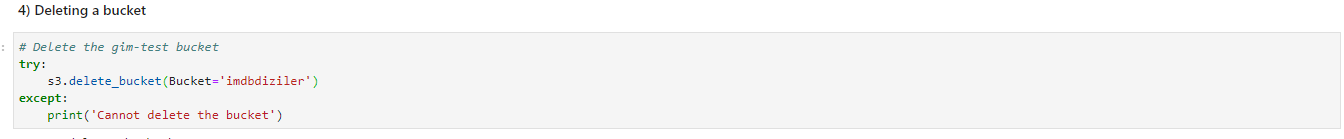 4) Deleting a bucket
:
# Delete the gim-test bucket
try:
    s3.delete_bucket(Bucket='imdbdiziler')
except:
    print('Cannot delete the bucket')